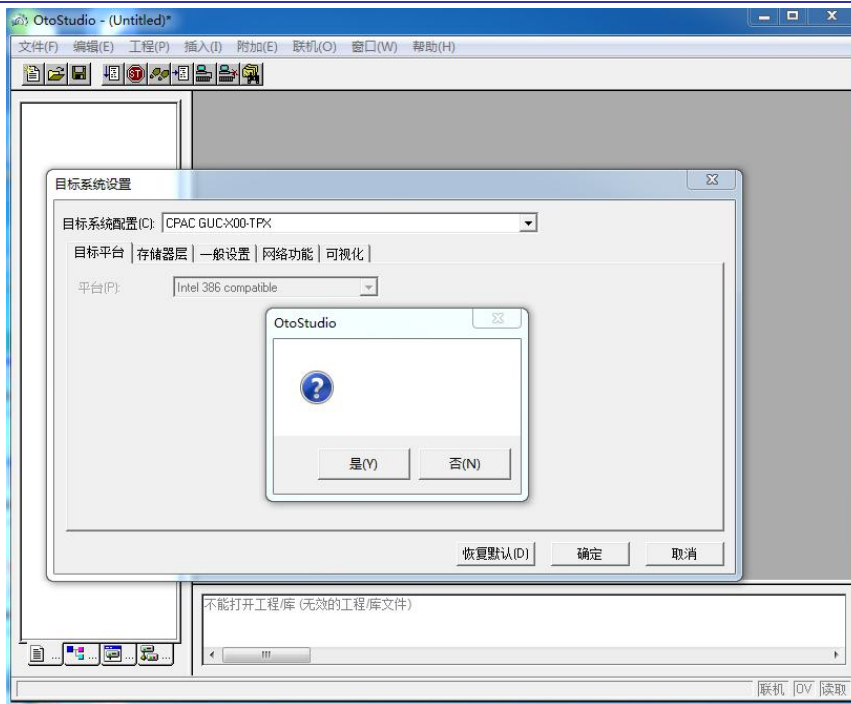 OtoStudio - (Untitled)*
文件(F) 编辑(E) 工程(P) 插入(I) 附加(E) 联机(O) 窗口(W) 帮助(H)
目标系统设置
目标系统配置(C): CPAC GUC-X00-TPX
目标平台 存储器层 一般设置 网络功能 可视化
平台(P): Intel 386 compatible
OtoStudio
是(Y) 否(N)
恢复默认(D) 确定 取消
不能打开工程/库 (无效的工程/库文件)
... ... ... ...
联机 OV 读取